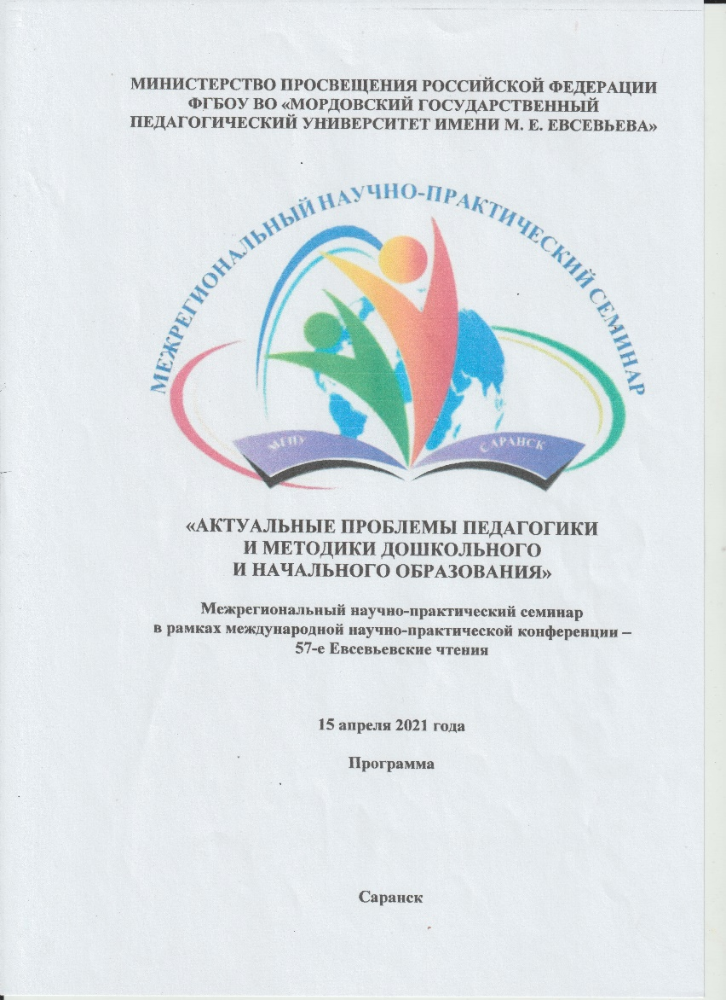 МИНИСТЕРСТВО ПРОСВЕЩЕНИЯ РОССИЙСКОЙ ФЕДЕРАЦИИ
ФГБОУ ВО «МОРДОВСКИЙ ГОСУДАРСТВЕННЫЙ
ПЕДАГОГИЧЕСКИЙ УНИВЕРСИТЕТ ИМЕНИ М. Е. ЕВСЕВЬЕВА»
МЕЖРЕГИОНАЛЬНЫЙ НАУЧНО-ПРАКТИЧЕСКИЙ СЕМИНАР
МГПУ
САРАНСК
«АКТУАЛЬНЫЕ ПРОБЛЕМЫ ПЕДАГОГИКИ
И МЕТОДИКИ ДОШКОЛЬНОГО
И НАЧАЛЬНОГО ОБРАЗОВАНИЯ»
Межрегиональный научно-практический семинар
в рамках международной научно-практической конференции –
57-е Евсевьевские чтения
15 апреля 2021 года
Программа
Саранск